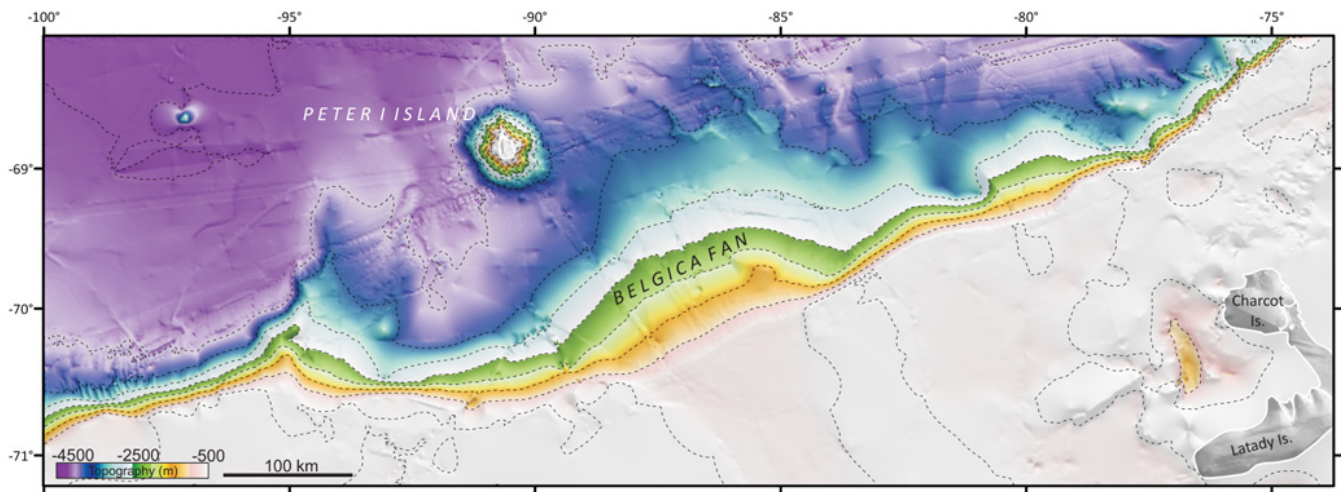 -100° -95° -90° -85° -80° -75°
PETER I ISLAND
-69°
BELGICA FAN
-70°
Charcot
Is.
-4500 -2500 -500
Topography (m)
100 km
-71°
Latady Is.